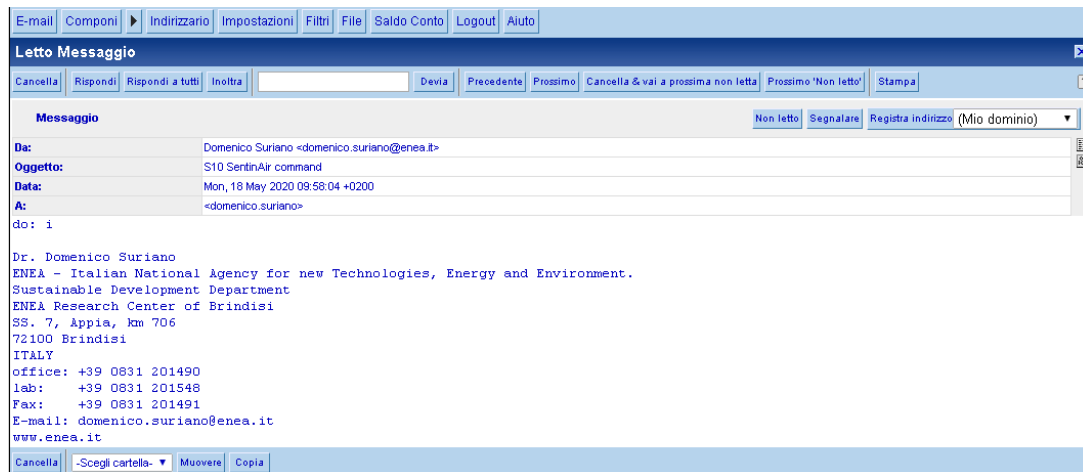 E-mail Componi Indirizzario Impostazioni Filtri File Saldo Conto Logout Aiuto
Letto Messaggio
Cancella Rispondi Rispondi a tutti Inoltra Devia Precedente Prossimo Cancella & vai a prossima non letta Prossimo 'Non letto' Stampa
Messaggio Non letto Segnalare Registra indirizzo (Mio dominio)
Da: Domenico Suriano <domenico.suriano@enea.it>
Oggetto: S10 SentinAir command
Data: Mon, 18 May 2020 09:58:04 +0200
A: <domenico.suriano>
do: i
Dr. Domenico Suriano
ENEA - Italian National Agency for new Technologies, Energy and Environment.
Sustainable Development Department
ENEA Research Center of Brindisi
SS. 7, Appia, km 706
72100 Brindisi
ITALY
office: +39 0831 201490
lab: +39 0831 201548
Fax: +39 0831 201491
E-mail: domenico.suriano@enea.it
www.enea.it
Cancella -Scegli cartella- Muovere Copia